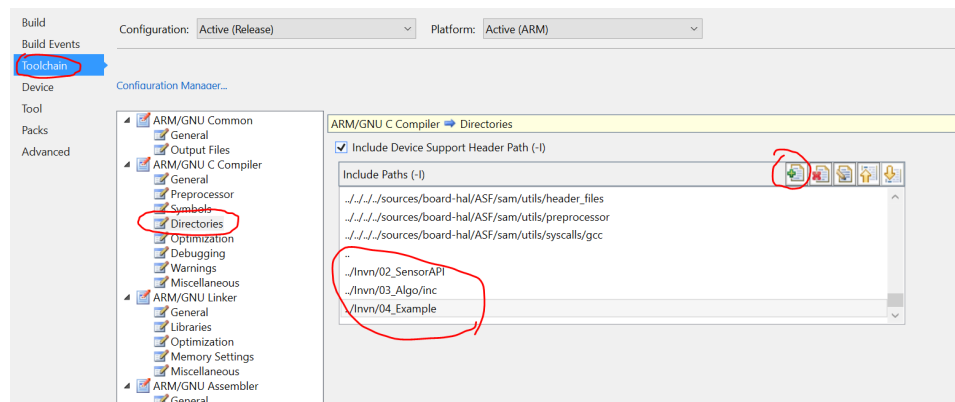 Build
Build Events
Toolchain
Device
Tool
Packs
Advanced
Configuration: Active (Release) Platform: Active (ARM)
Configuration Manager...
ARM/GNU Common
General
Output Files
ARM/GNU C Compiler
General
Preprocessor
Symbols
Directories
Optimization
Debugging
Warnings
Miscellaneous
ARM/GNU Linker
General
Libraries
Optimization
Memory Settings
Miscellaneous
ARM/GNU Assembler
General
ARM/GNU C Compiler ➡ Directories
Include Device Support Header Path (-I)
Include Paths (-I)
../../../../sources/board-hal/ASF/sam/utils/header_files
../../../../sources/board-hal/ASF/sam/utils/preprocessor
../../../../sources/board-hal/ASF/sam/utils/syscalls/gcc
..
../Invn/02_SensorAPI
../Invn/03_Algo/inc
../Invn/04_Example